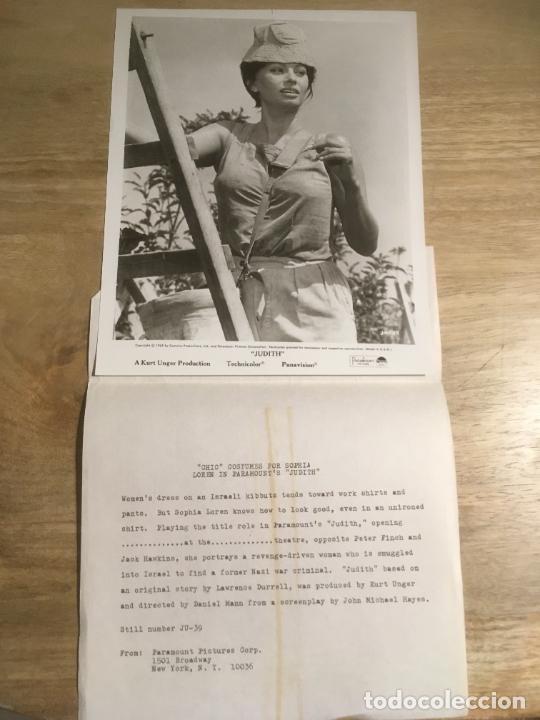 "JUDITH"
A Kurt Unger Production Technicolor® Panavision®
Paramount
"CHIC" COSTUMES FOR SOPHIA
LOREN IN PARAMOUNT'S "JUDITH"
Women's dress on an Israeli kibbutz tends toward work shirts and
pants. But Sophia Loren knows how to look good, even in an unironed
shirt. Playing the title role in Paramount's "Judith," opening
..............at the..............theatre, opposite Peter Finch and
Jack Hawkins, she portrays a revenge-driven woman who is smuggled
into Israel to find a former Nazi war criminal. "Judith" based on
an original story by Lawrence Durrell, was produced by Kurt Unger
and directed by Daniel Mann from a screenplay by John Michael Hayes.
Still number JU-39
From: Paramount Pictures Corp.
1501 Broadway
New York, N. Y. 10036
todocoleccion.net